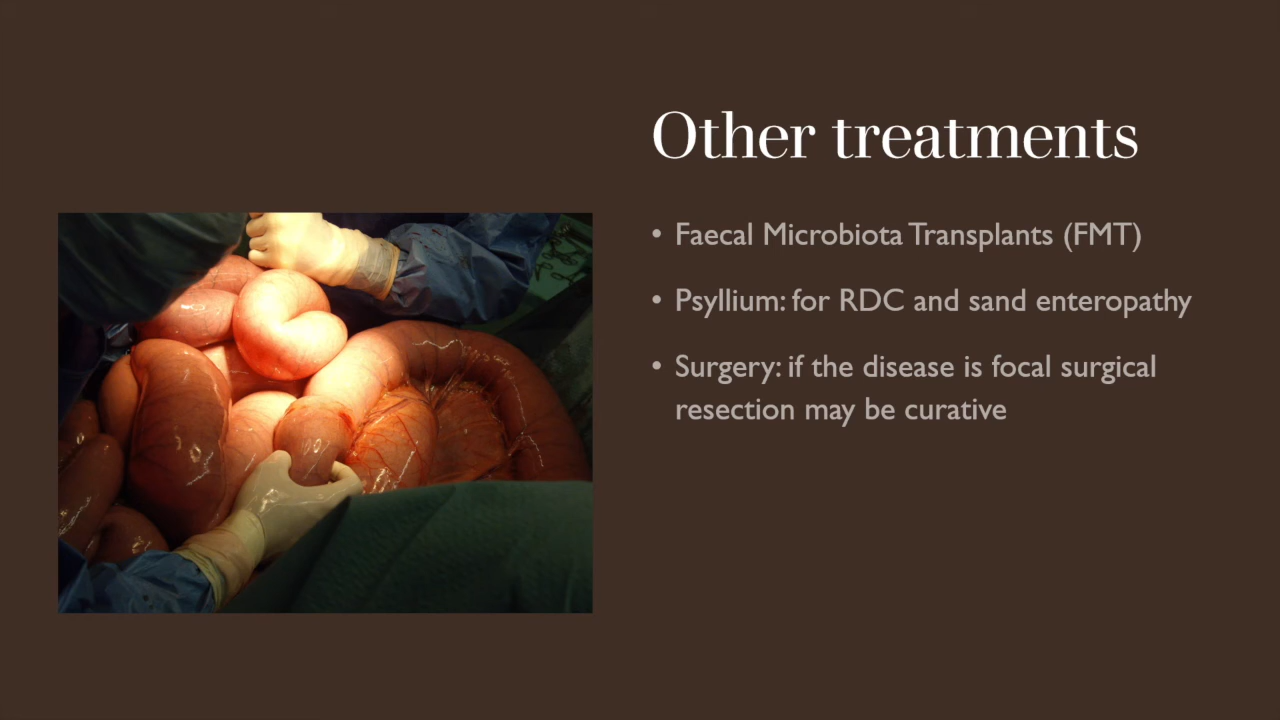 Other treatments
• Faecal Microbiota Transplants (FMT)
• Psyllium: for RDC and sand enteropathy
• Surgery: if the disease is focal surgical
resection may be curative